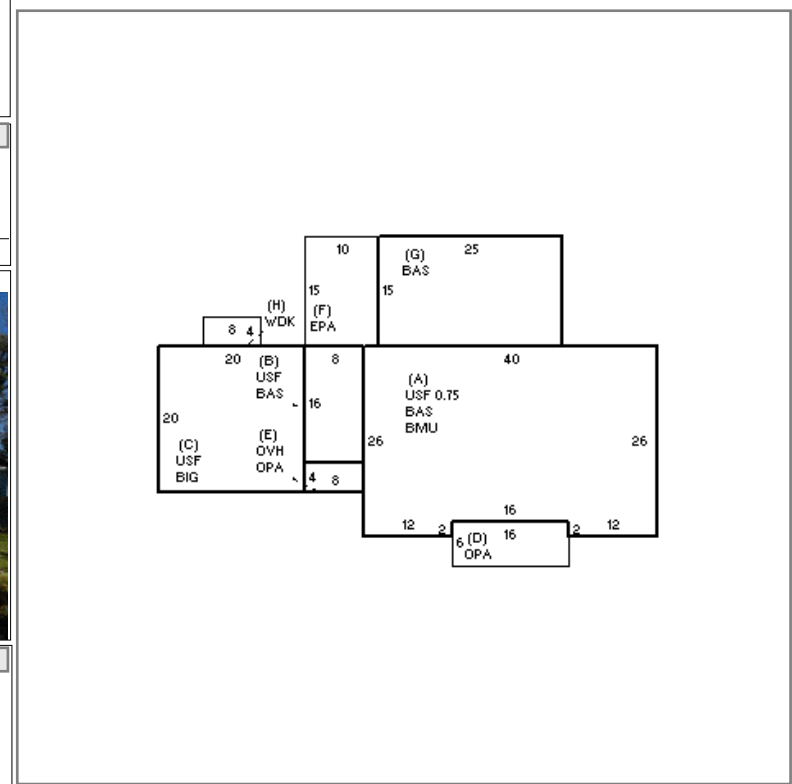 10
25
(G)
BAS
15
15
(F)
EPA
(H)
WDK
8
4
20
(B)
USF
BAS
8
40
(A)
USF 0.75
BAS
BMU
16
20
26
26
(C)
USF
BIG
(E)
OVH
OPA
4
8
16
12
2
2
12
6
(D)
OPA
16